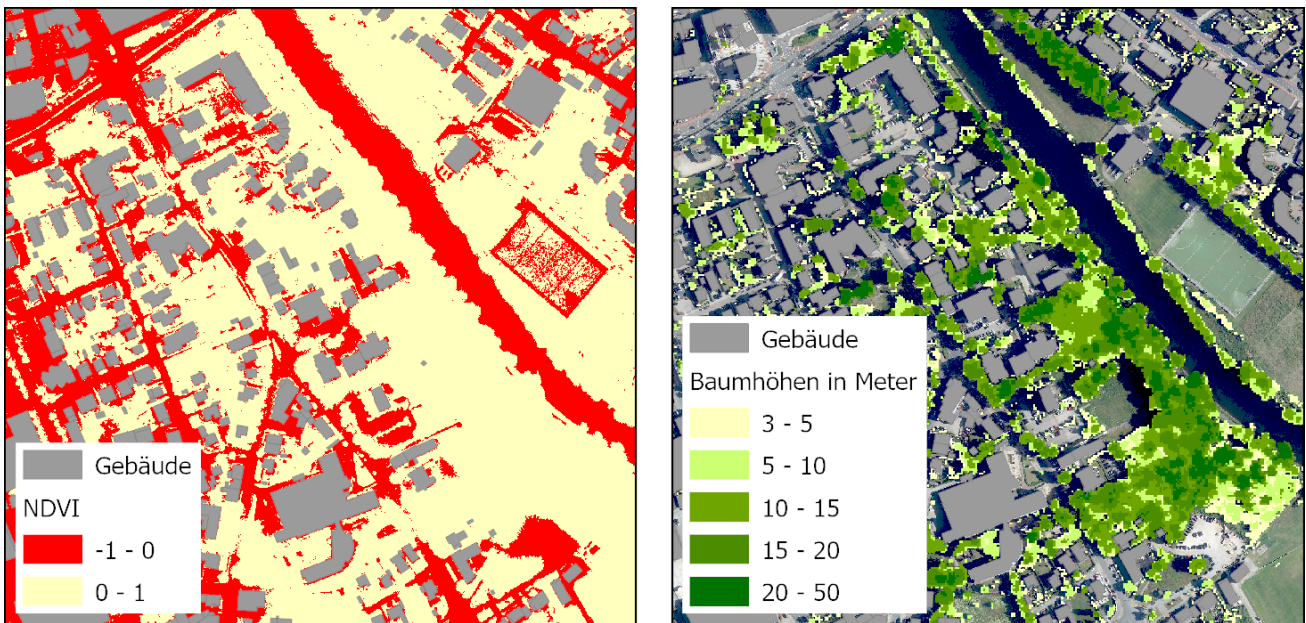 Gebäude
NDVI
-1 - 0
0 - 1
Gebäude
Baumhöhen in Meter
3 - 5
5 - 10
10 - 15
15 - 20
20 - 50